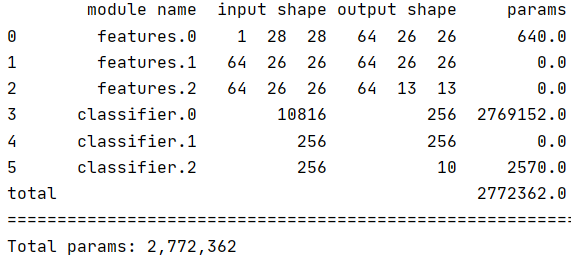 module name input shape output shape params
0 features.0 1 28 28 64 26 26 640.0
1 features.1 64 26 26 64 26 26 0.0
2 features.2 64 26 26 64 13 13 0.0
3 classifier.0 10816 256 2769152.0
4 classifier.1 256 256 0.0
5 classifier.2 256 10 2570.0
total 2772362.0
=========================================================
Total params: 2,772,362